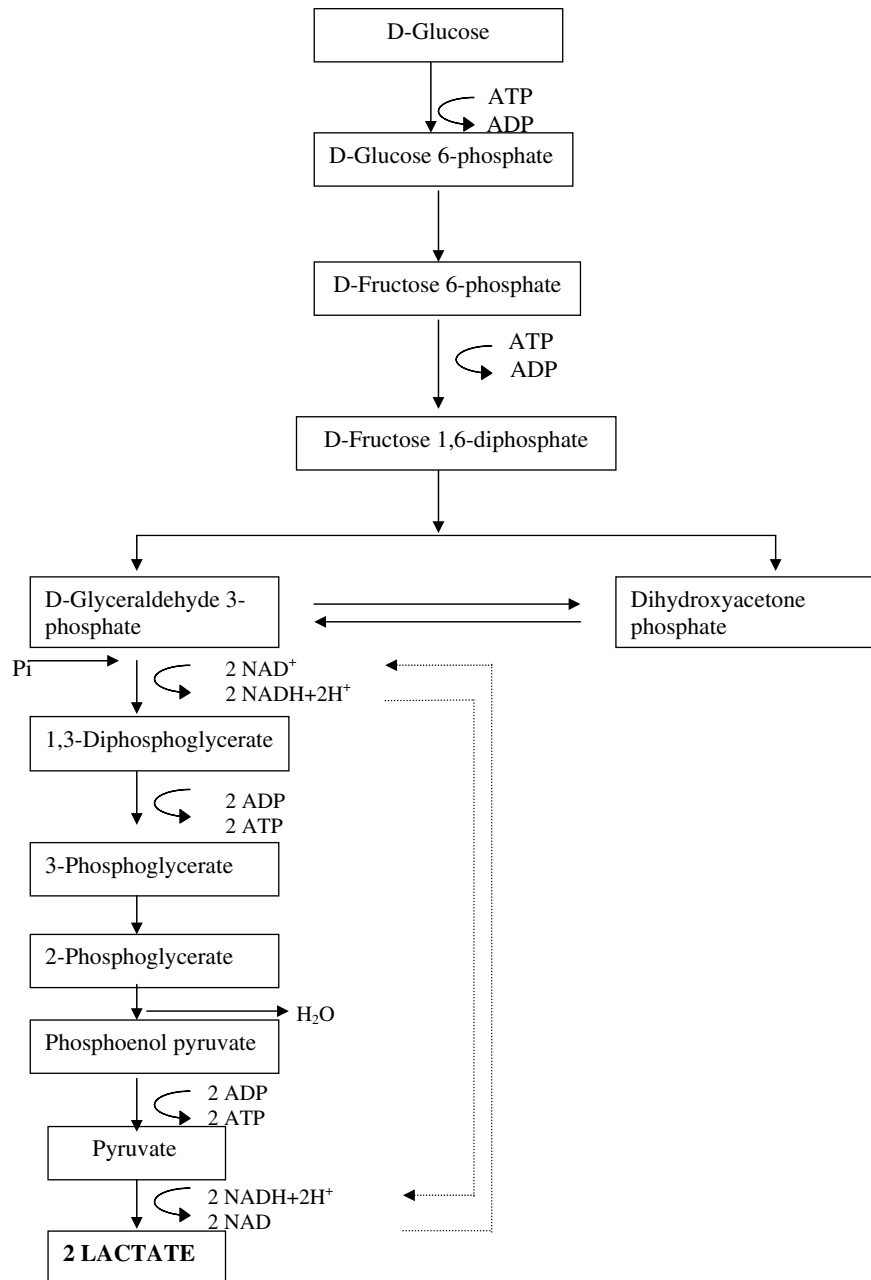 D-Glucose
ATP
ADP
D-Glucose 6-phosphate
D-Fructose 6-phosphate
ATP
ADP
D-Fructose 1,6-diphosphate
D-Glyceraldehyde 3-
phosphate
Dihydroxyacetone
phosphate
Pi
2 NAD⁺
2 NADH+2H⁺
1,3-Diphosphoglycerate
2 ADP
2 ATP
3-Phosphoglycerate
2-Phosphoglycerate
H₂O
Phosphoenol pyruvate
2 ADP
2 ATP
Pyruvate
2 NADH+2H⁺
2 NAD
2 LACTATE